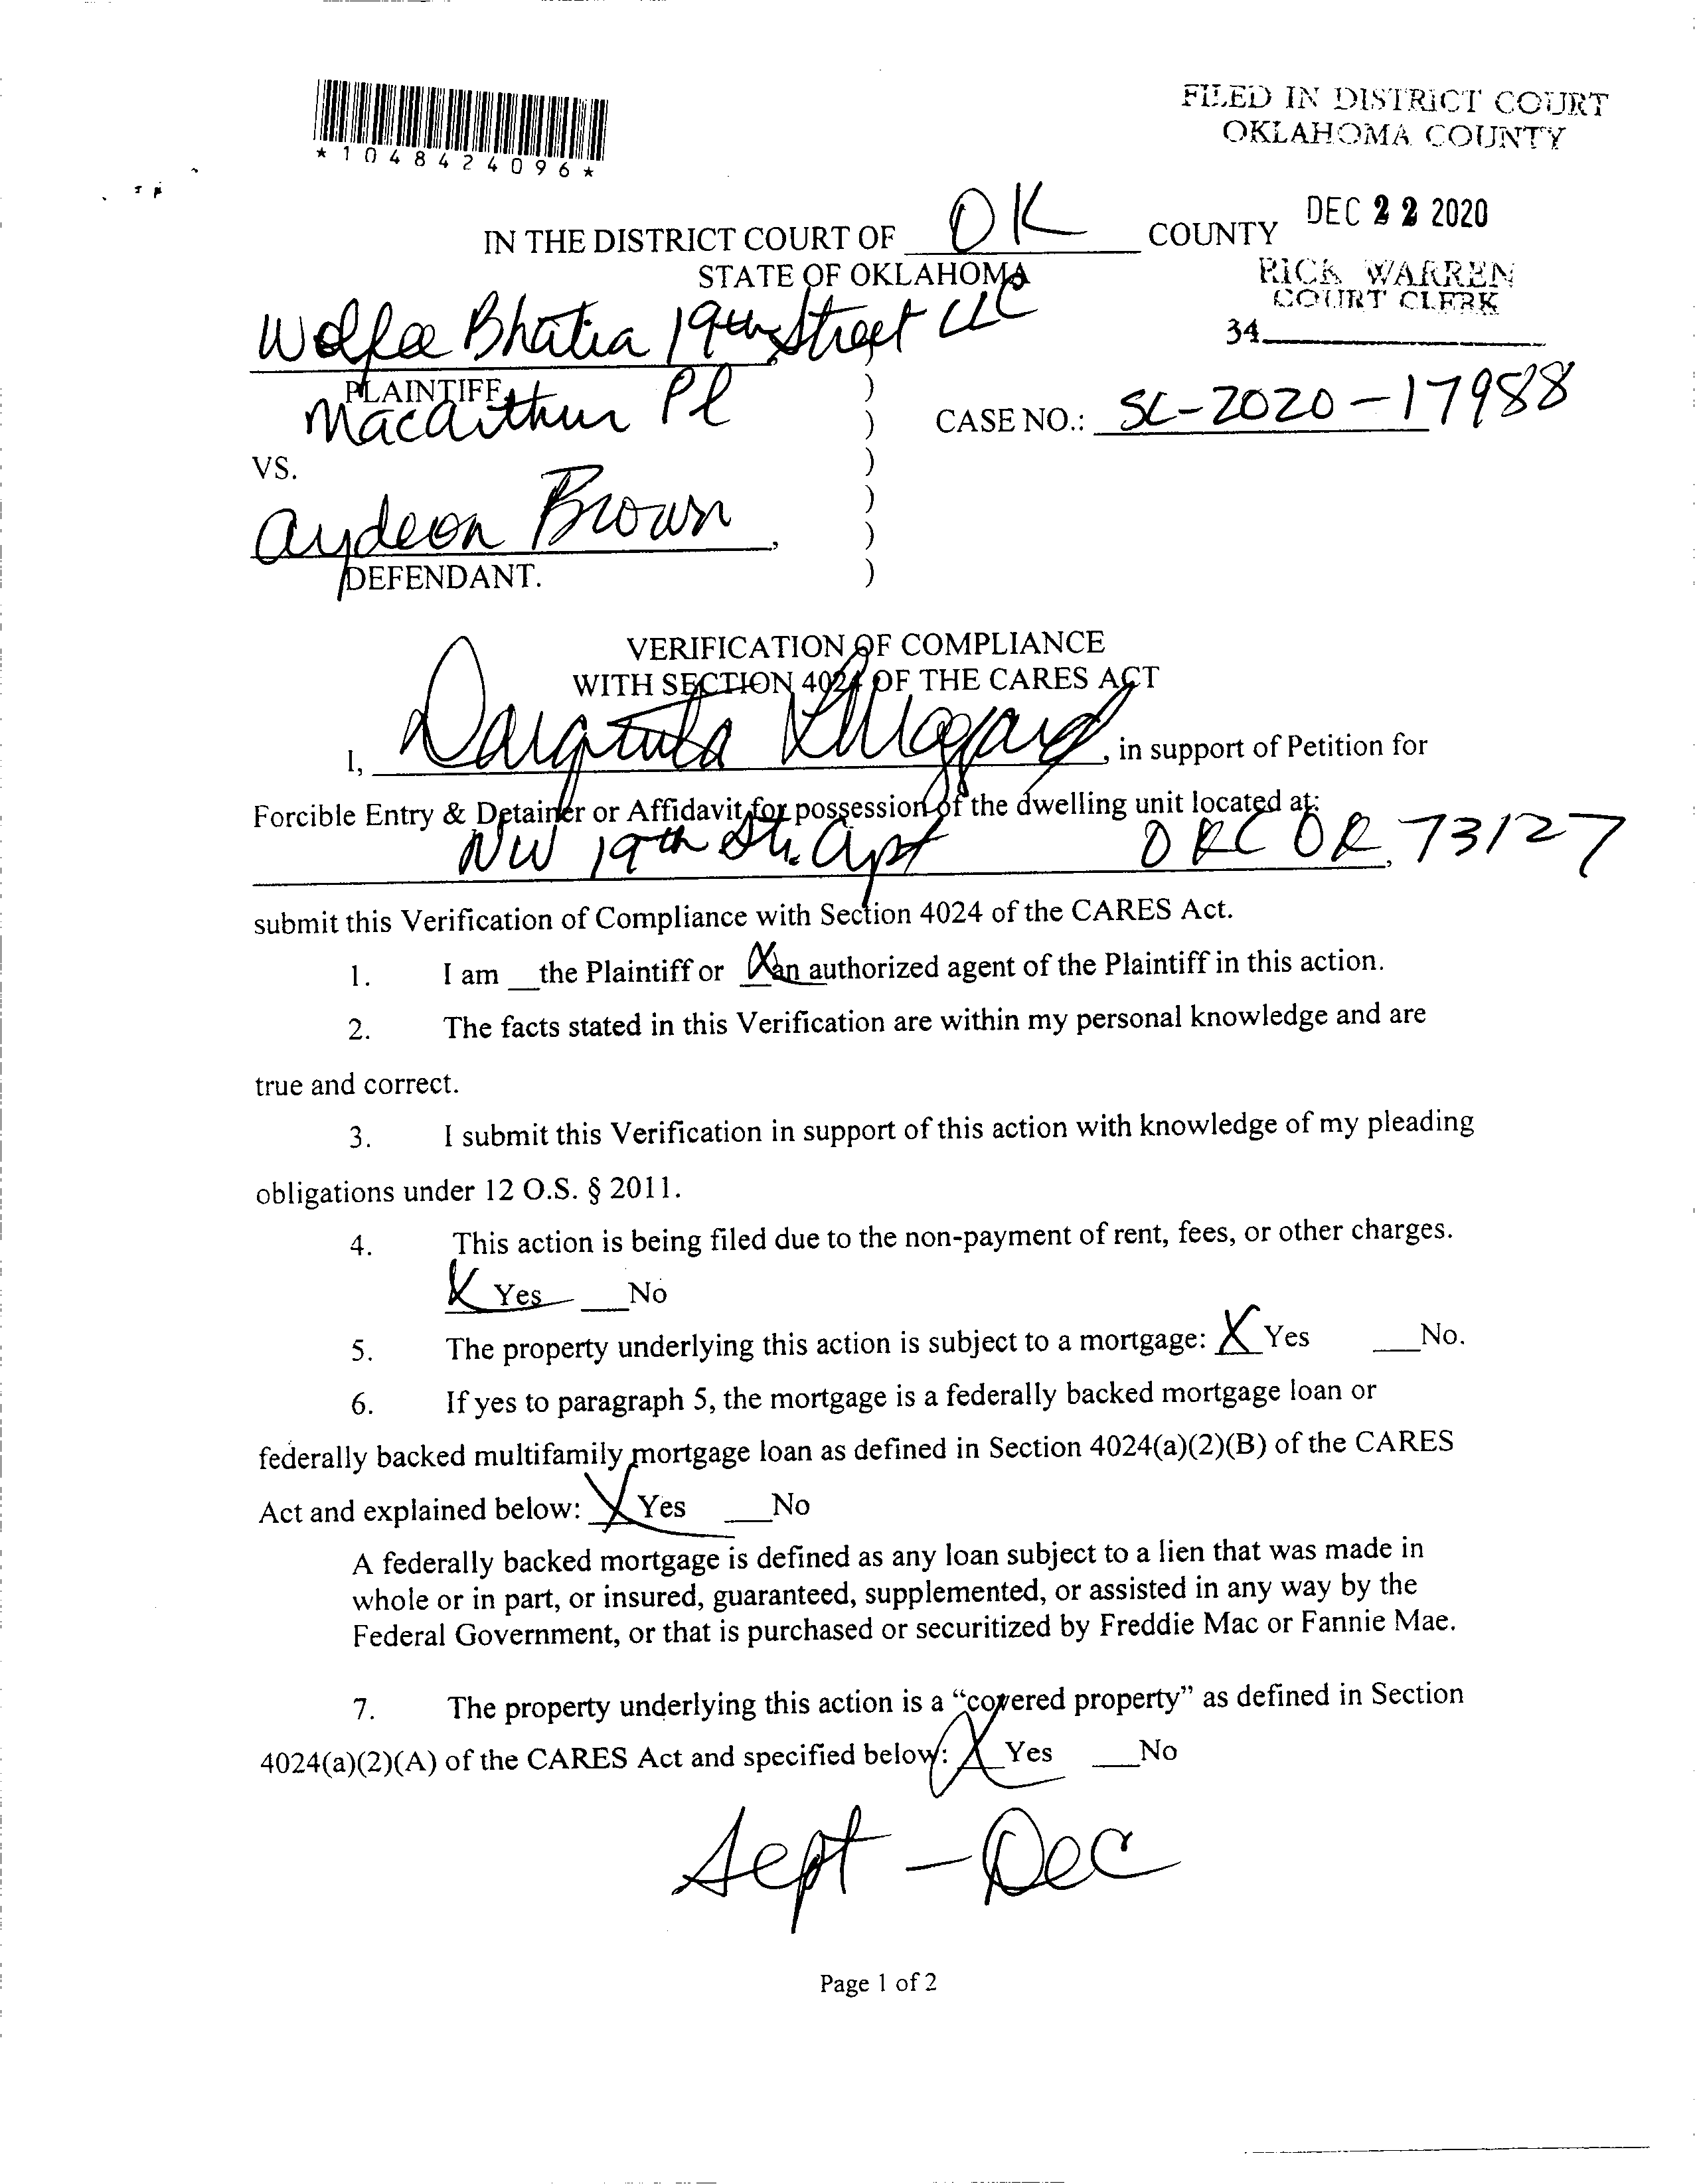 *1048424096*
FILED IN DISTRICT COURT
OKLAHOMA COUNTY
DEC 22 2020
RICK WARREN
COURT CLERK
34
IN THE DISTRICT COURT OF OK COUNTY
STATE OF OKLAHOMA
Wolfee Bhatia 19th Street LLC
PLAINTIFF,
Macarthur Pl
CASE NO.: SC-2020-17988
VS.
Aydeon Brown,
DEFENDANT.
)
)
)
)
)
)
)
VERIFICATION OF COMPLIANCE
WITH SECTION 4024 OF THE CARES ACT
I, , in support of Petition for
Forcible Entry & Detainer or Affidavit for possession of the dwelling unit located at:
NW 19th St. Apt OKC OK, 73127
submit this Verification of Compliance with Section 4024 of the CARES Act.
1. I am __the Plaintiff or X an authorized agent of the Plaintiff in this action.
2. The facts stated in this Verification are within my personal knowledge and are
true and correct.
3. I submit this Verification in support of this action with knowledge of my pleading
obligations under 12 O.S. § 2011.
4. This action is being filed due to the non-payment of rent, fees, or other charges.
X Yes ___No
5. The property underlying this action is subject to a mortgage: X Yes ___No.
6. If yes to paragraph 5, the mortgage is a federally backed mortgage loan or
federally backed multifamily mortgage loan as defined in Section 4024(a)(2)(B) of the CARES
Act and explained below: X Yes ___No
A federally backed mortgage is defined as any loan subject to a lien that was made in
whole or in part, or insured, guaranteed, supplemented, or assisted in any way by the
Federal Government, or that is purchased or securitized by Freddie Mac or Fannie Mae.
7. The property underlying this action is a “covered property” as defined in Section
4024(a)(2)(A) of the CARES Act and specified below: X Yes ___No
Sept - Dec
Page 1 of 2